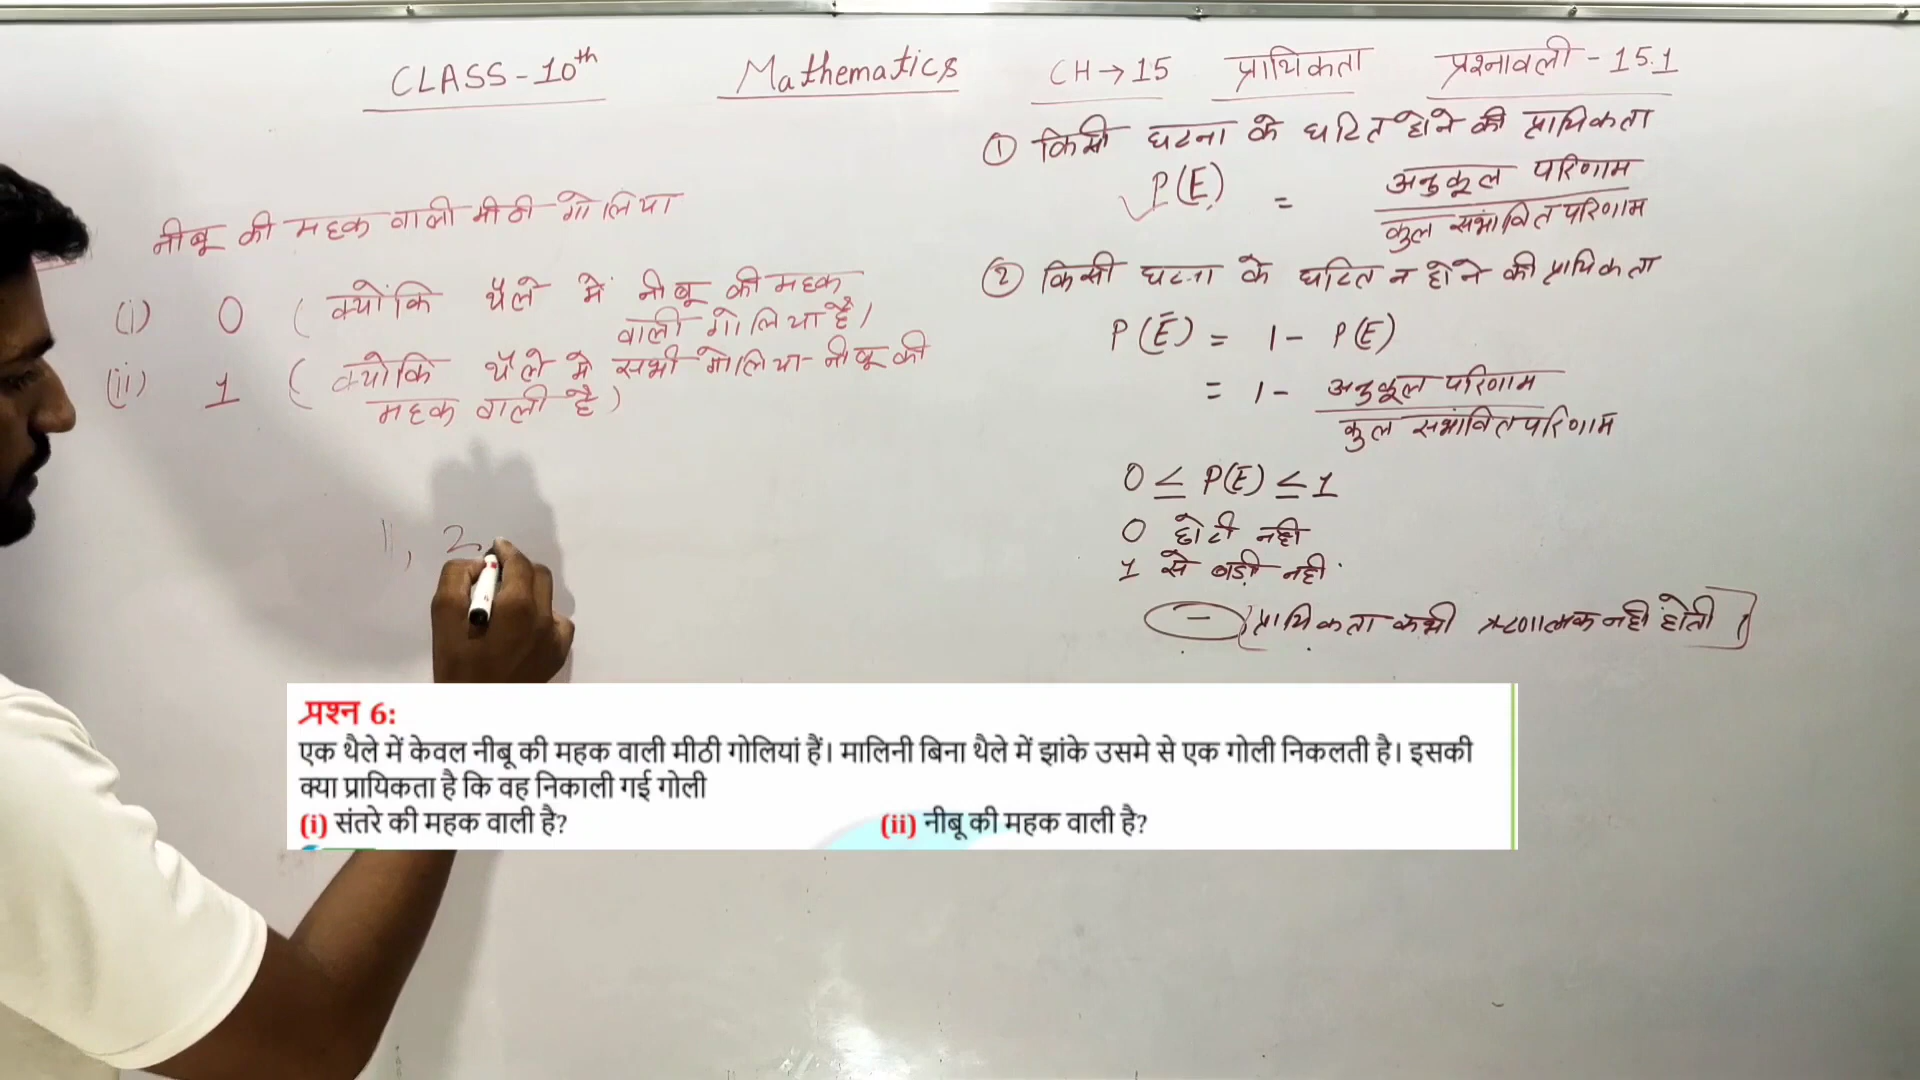 CLASS-10th Mathematics CH→15 प्रायिकता प्रश्नावली-15.1
नीबू की महक वाली मीठी गोलिया
(i) 0 (क्योंकि थैले में नीबू की महक
वाली गोलिया है)
(ii) 1 (क्योकि थैले मे सभी गोलिया नीबू की
महक वाली है)
11, 2
① किसी घटना के घटित होने की प्रायिकता
P(E) = अनुकूल परिणाम
कुल सभांवित परिणाम
② किसी घटना के घटित न होने की प्रायिकता
P(Ē) = 1- P(E)
= 1- अनुकूल परिणाम
कुल सभांवित परिणाम
0 ≤ P(E) ≤ 1
0 छोटी नही
1 से बड़ी नही
- प्रायिकता कभी ऋणात्मक नही होती
प्रश्न 6:
एक थैले में केवल नीबू की महक वाली मीठी गोलियां हैं। मालिनी बिना थैले में झांके उसमे से एक गोली निकलती है। इसकी
क्या प्रायिकता है कि वह निकाली गई गोली
(i) संतरे की महक वाली है? (ii) नीबू की महक वाली है?